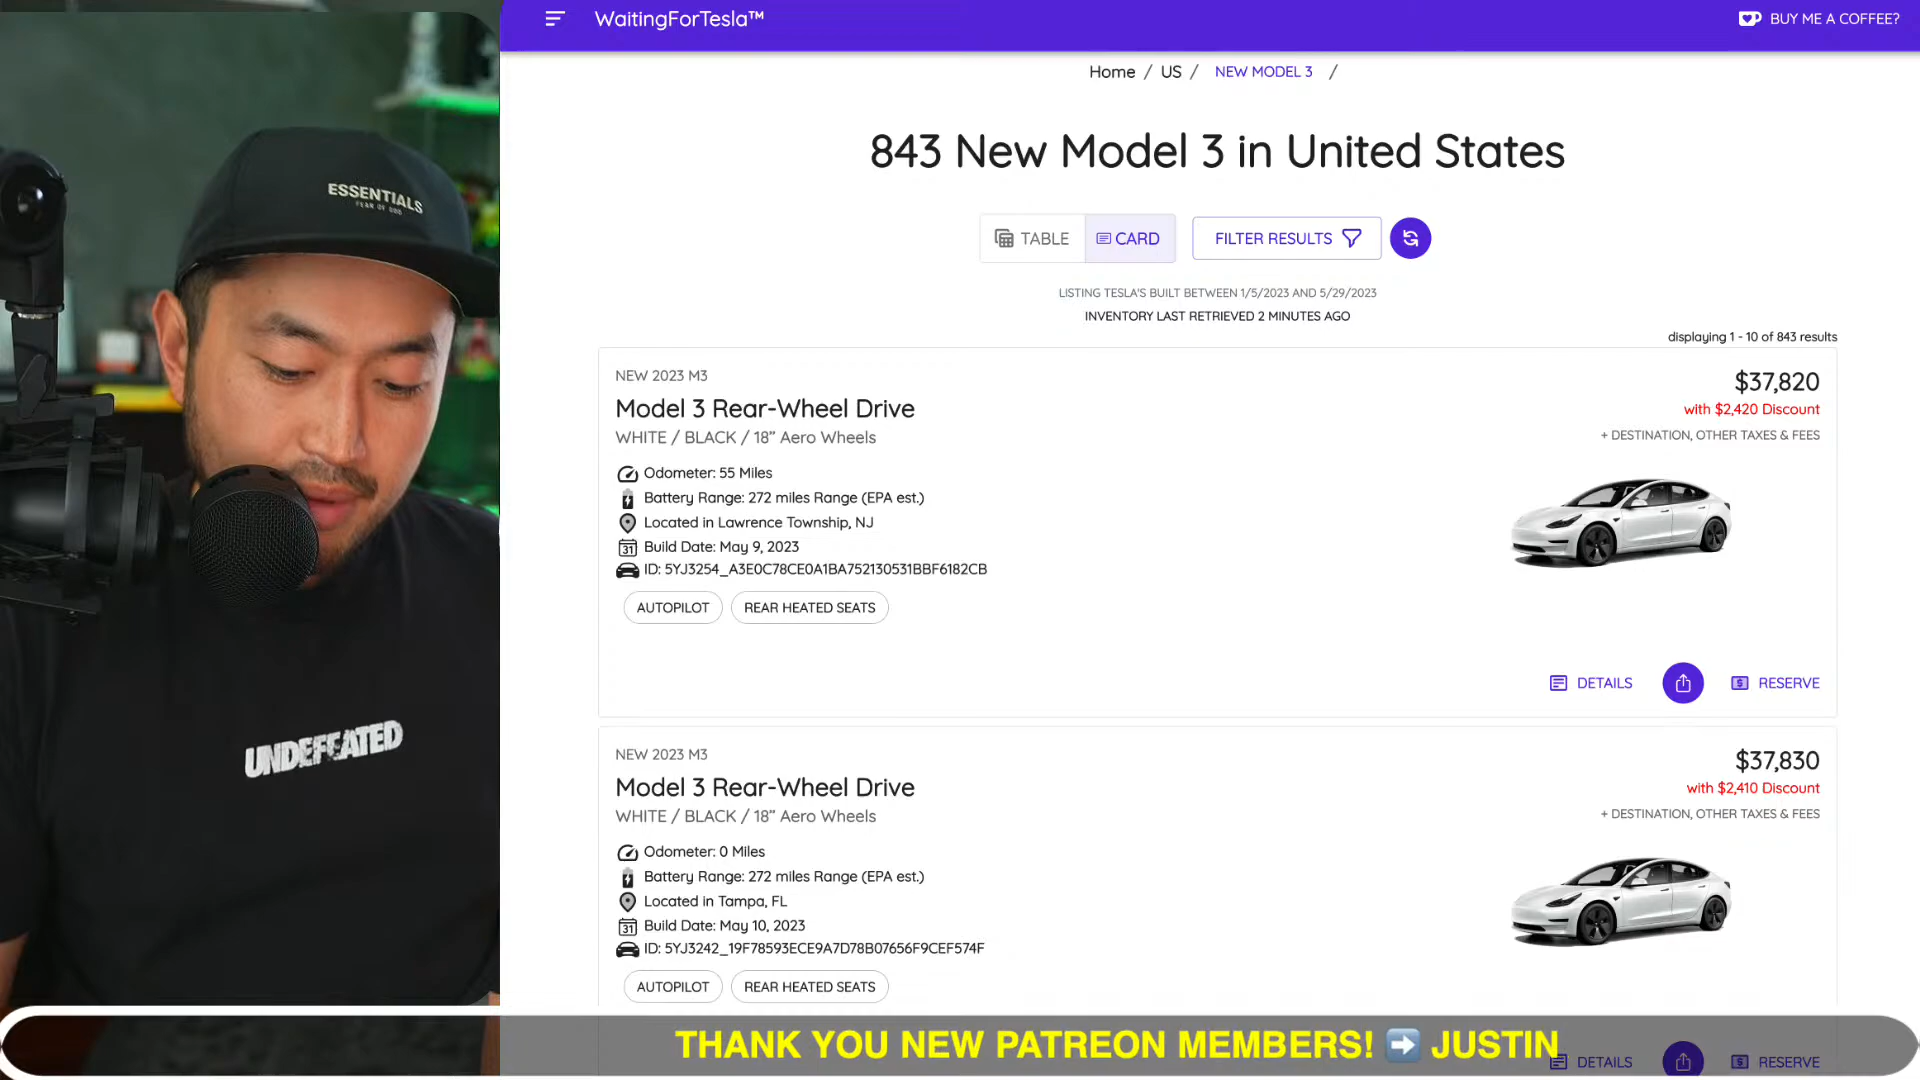 WaitingForTesla™
BUY ME A COFFEE?
Home / US / NEW MODEL 3 /
843 New Model 3 in United States
TABLE
CARD
FILTER RESULTS
LISTING TESLA'S BUILT BETWEEN 1/5/2023 AND 5/29/2023
INVENTORY LAST RETRIEVED 2 MINUTES AGO
displaying 1 - 10 of 843 results
NEW 2023 M3
$37,820
Model 3 Rear-Wheel Drive
with $2,420 Discount
WHITE / BLACK / 18” Aero Wheels
+ DESTINATION, OTHER TAXES & FEES
Odometer: 55 Miles
Battery Range: 272 miles Range (EPA est.)
Located in Lawrence Township, NJ
31 Build Date: May 9, 2023
ID: 5YJ3254_A3E0C78CE0A1BA752130531BBF6182CB
AUTOPILOT
REAR HEATED SEATS
DETAILS
RESERVE
NEW 2023 M3
$37,830
Model 3 Rear-Wheel Drive
with $2,410 Discount
WHITE / BLACK / 18” Aero Wheels
+ DESTINATION, OTHER TAXES & FEES
Odometer: 0 Miles
Battery Range: 272 miles Range (EPA est.)
Located in Tampa, FL
31 Build Date: May 10, 2023
ID: 5YJ3242_19F78593ECE9A7D78B07656F9CEF574F
AUTOPILOT
REAR HEATED SEATS
DETAILS
RESERVE
ESSENTIALS
FEAR OF GOD
UNDEFEATED
THANK YOU NEW PATREON MEMBERS! ➡️ JUSTIN